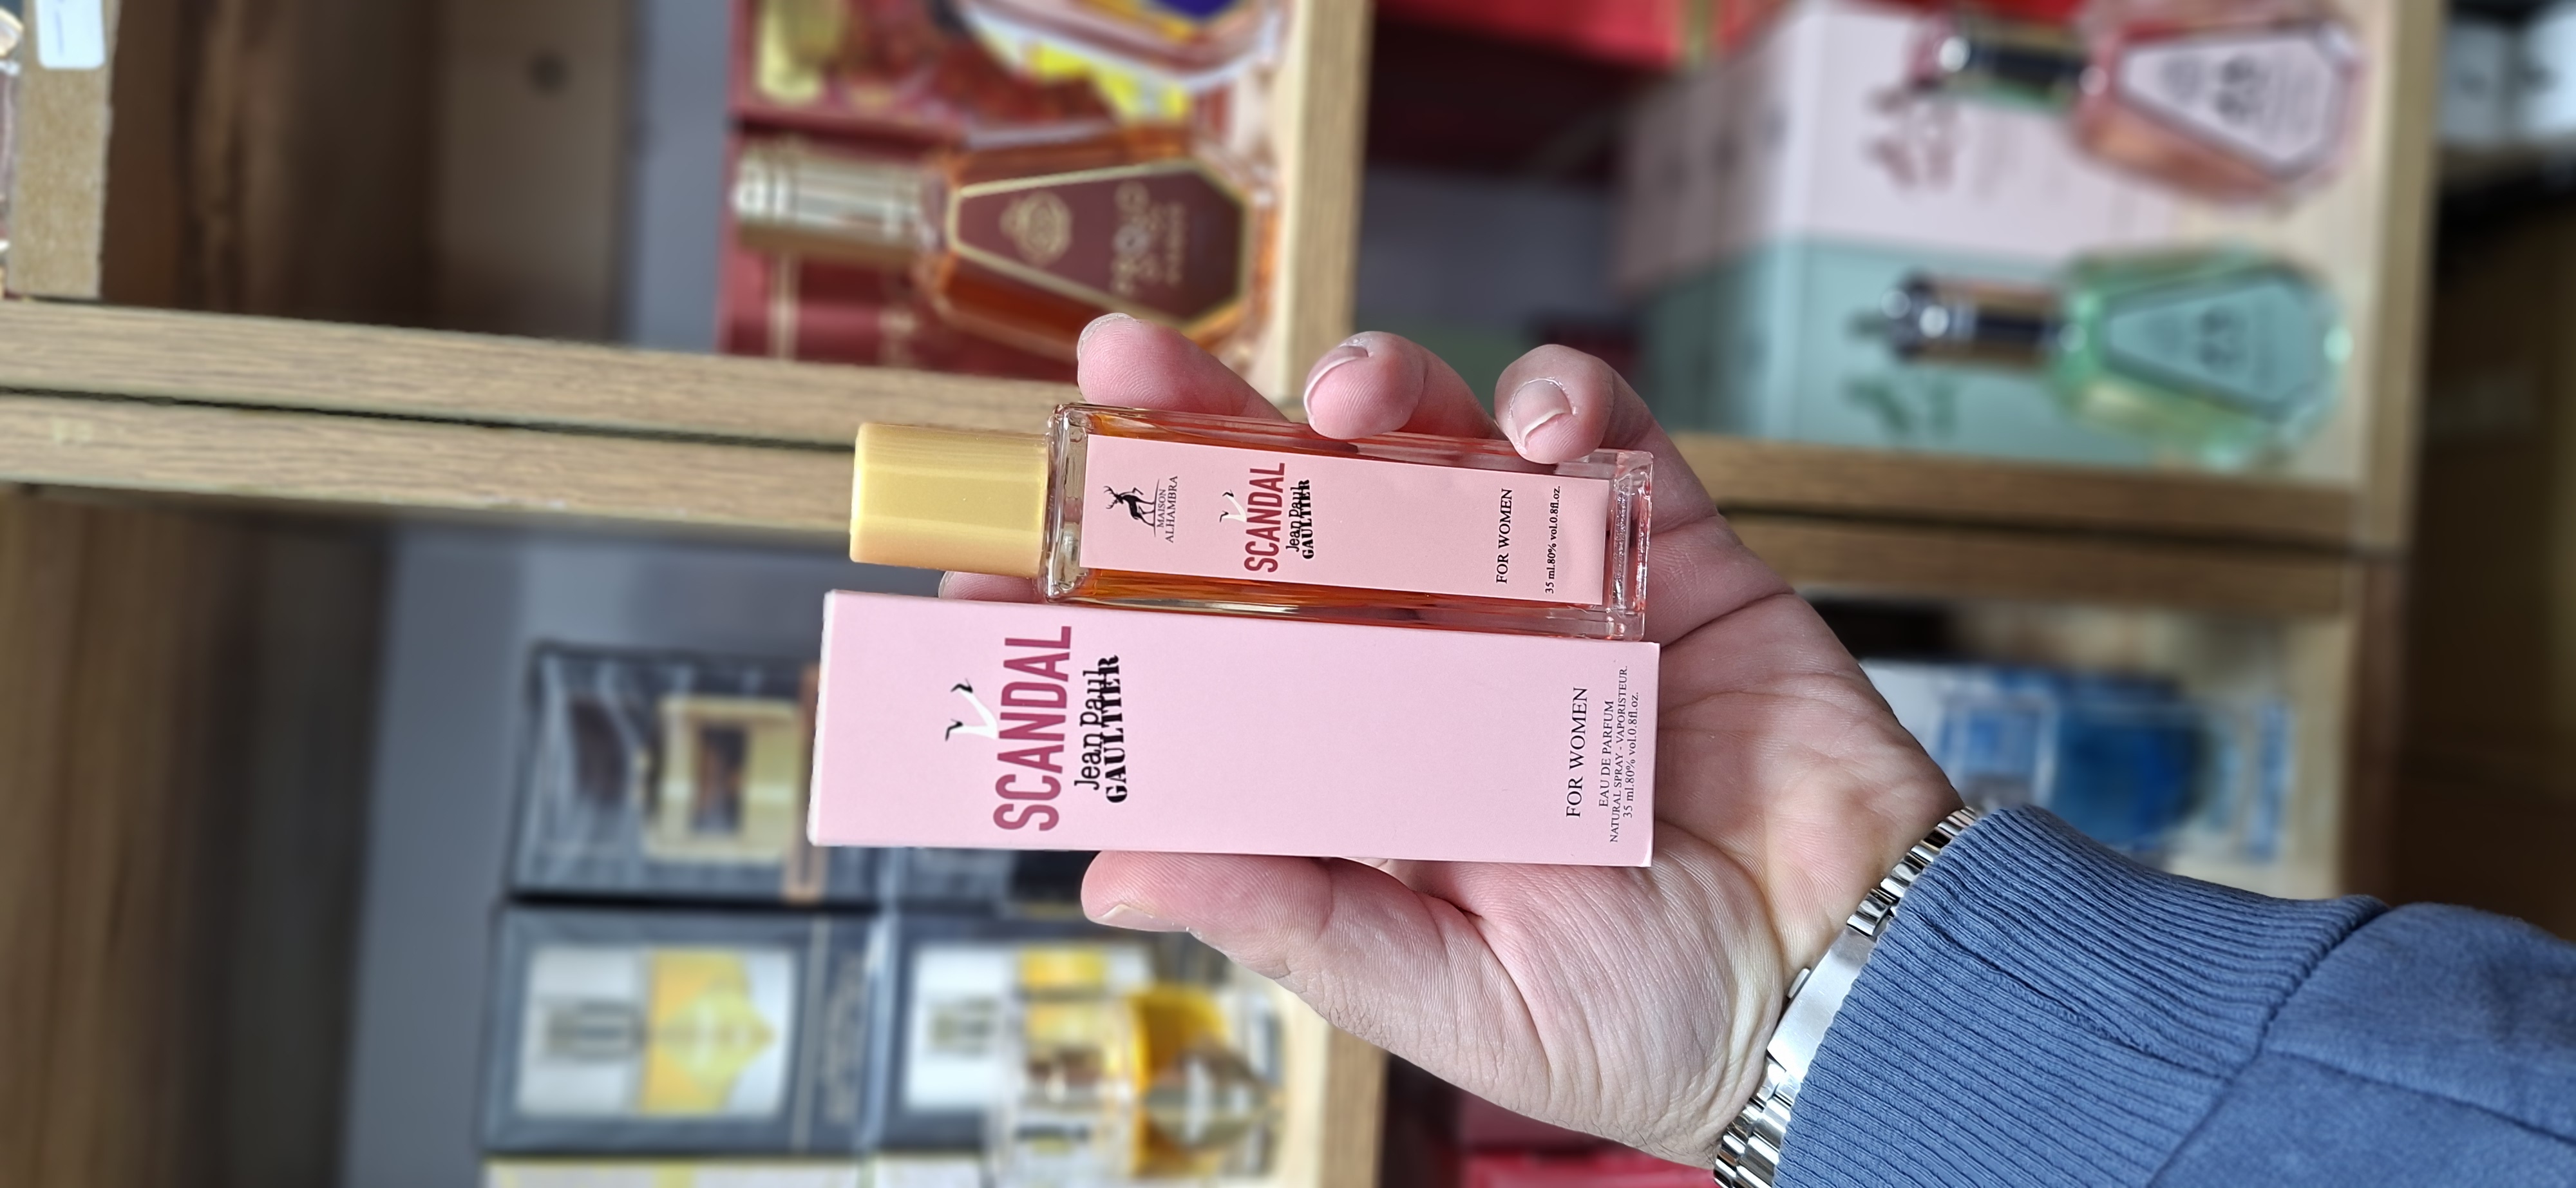 MAISON
ALHAMBRA
SCANDAL
Jean Paul
GAULTIER
FOR WOMEN
35 ml.80% vol.0.8fl.oz.
SCANDAL
Jean Paul
GAULTIER
FOR WOMEN
EAU DE PARFUM
NATURAL SPRAY - VAPORISTEUR.
35 ml.80% vol.0.8fl.oz.